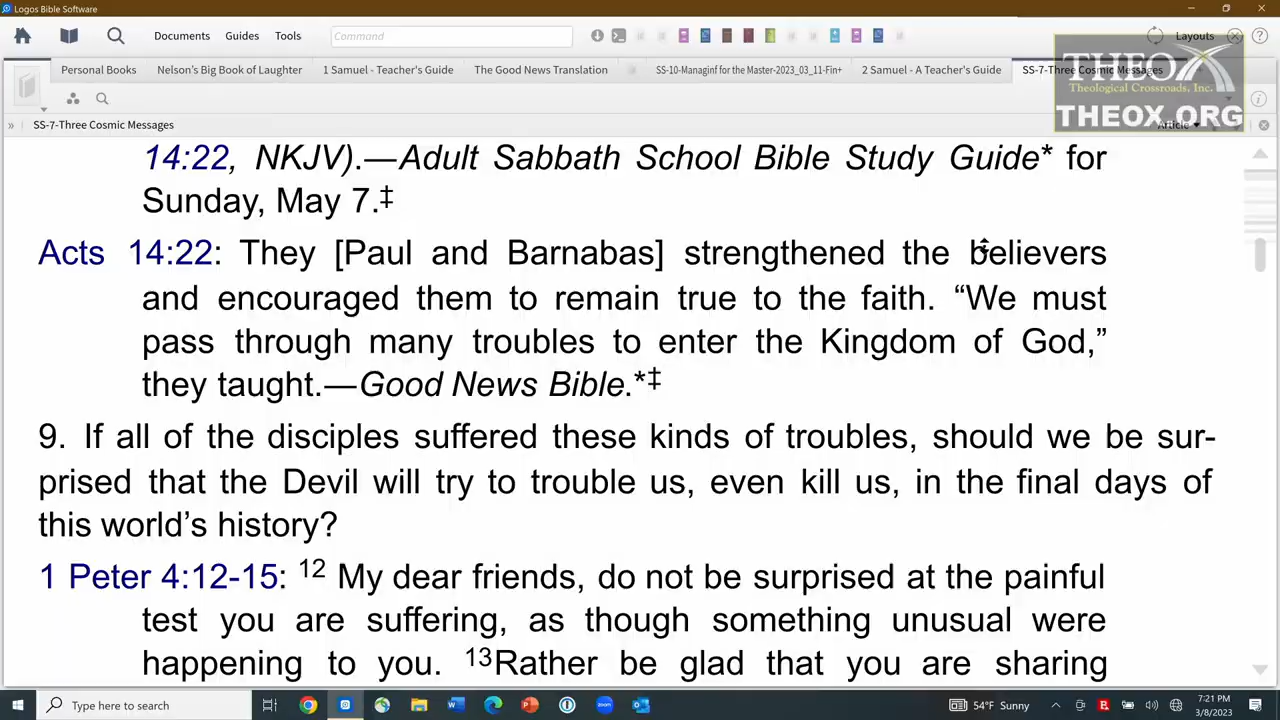 Logos Bible Software
Documents Guides Tools Command Layouts
Personal Books Nelson's Big Book of Laughter 1 Sam The Good News Translation SS-10-Managinf for the Master-2023_03_11-Fin+ 2 Samuel - A Teacher's Guide SS-7-Three Cosmic Messages
THEOX
Theological Crossroads, Inc.
THEOX.ORG
» SS-7-Three Cosmic Messages Article
14:22, NKJV).—Adult Sabbath School Bible Study Guide* for
Sunday, May 7.‡
Acts 14:22: They [Paul and Barnabas] strengthened the believers
and encouraged them to remain true to the faith. “We must
pass through many troubles to enter the Kingdom of God,”
they taught.—Good News Bible.*‡
9. If all of the disciples suffered these kinds of troubles, should we be sur-
prised that the Devil will try to trouble us, even kill us, in the final days of
this world’s history?
1 Peter 4:12-15: 12 My dear friends, do not be surprised at the painful
test you are suffering, as though something unusual were
happening to you. 13Rather be glad that you are sharing
Type here to search 54°F Sunny 7:21 PM
3/8/2023